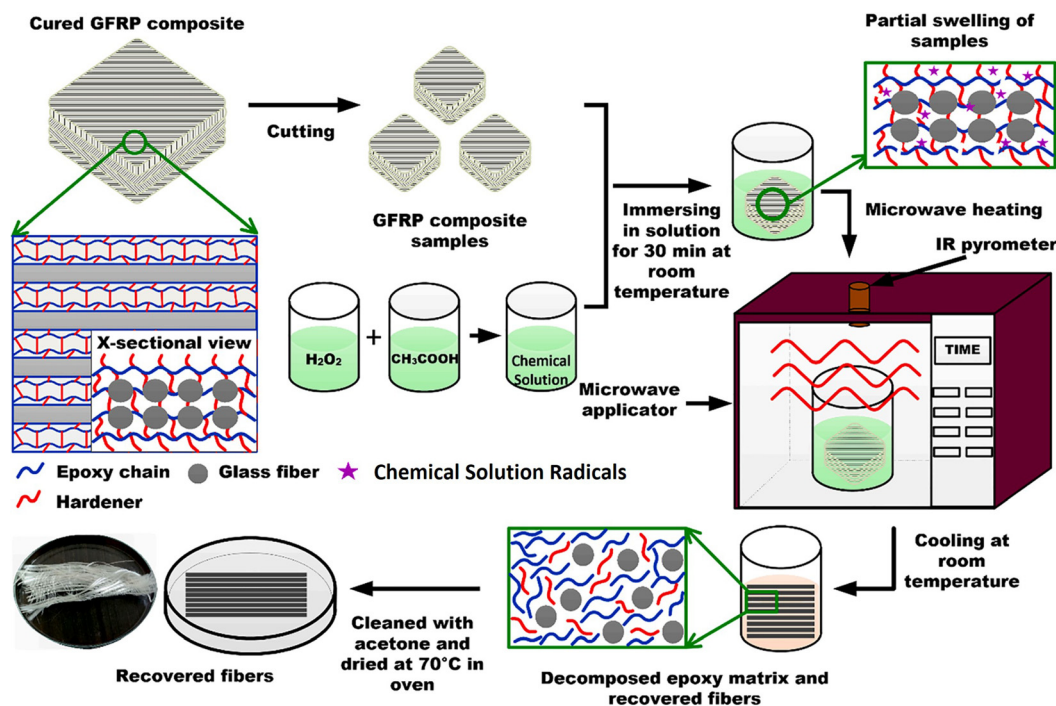 Cured GFRP composite
Cutting
GFRP composite
samples
H₂O₂
+
CH₃COOH
Chemical
Solution
Immersing
in solution
for 30 min at
room
temperature
Partial swelling of
samples
Microwave heating
IR pyrometer
TIME
Microwave
applicator
X-sectional view
Epoxy chain
Glass fiber
Chemical Solution Radicals
Hardener
Cooling at
room
temperature
Decomposed epoxy matrix and
recovered fibers
Cleaned with
acetone and
dried at 70°C in
oven
Recovered fibers